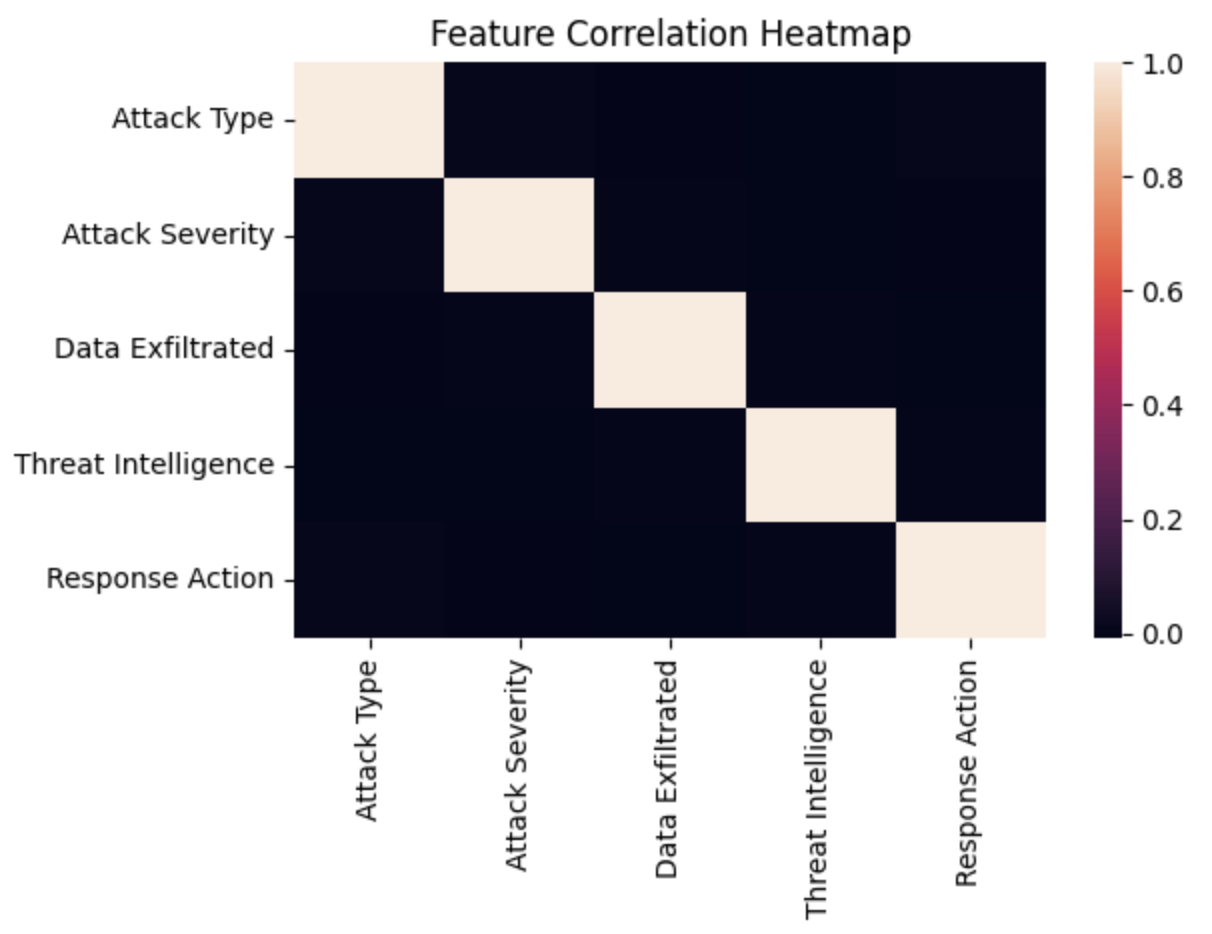 Feature Correlation Heatmap
Attack Type
Attack Severity
Data Exfiltrated
Threat Intelligence
Response Action
Attack Type
Attack Severity
Data Exfiltrated
Threat Intelligence
Response Action
1.0
0.8
0.6
0.4
0.2
0.0